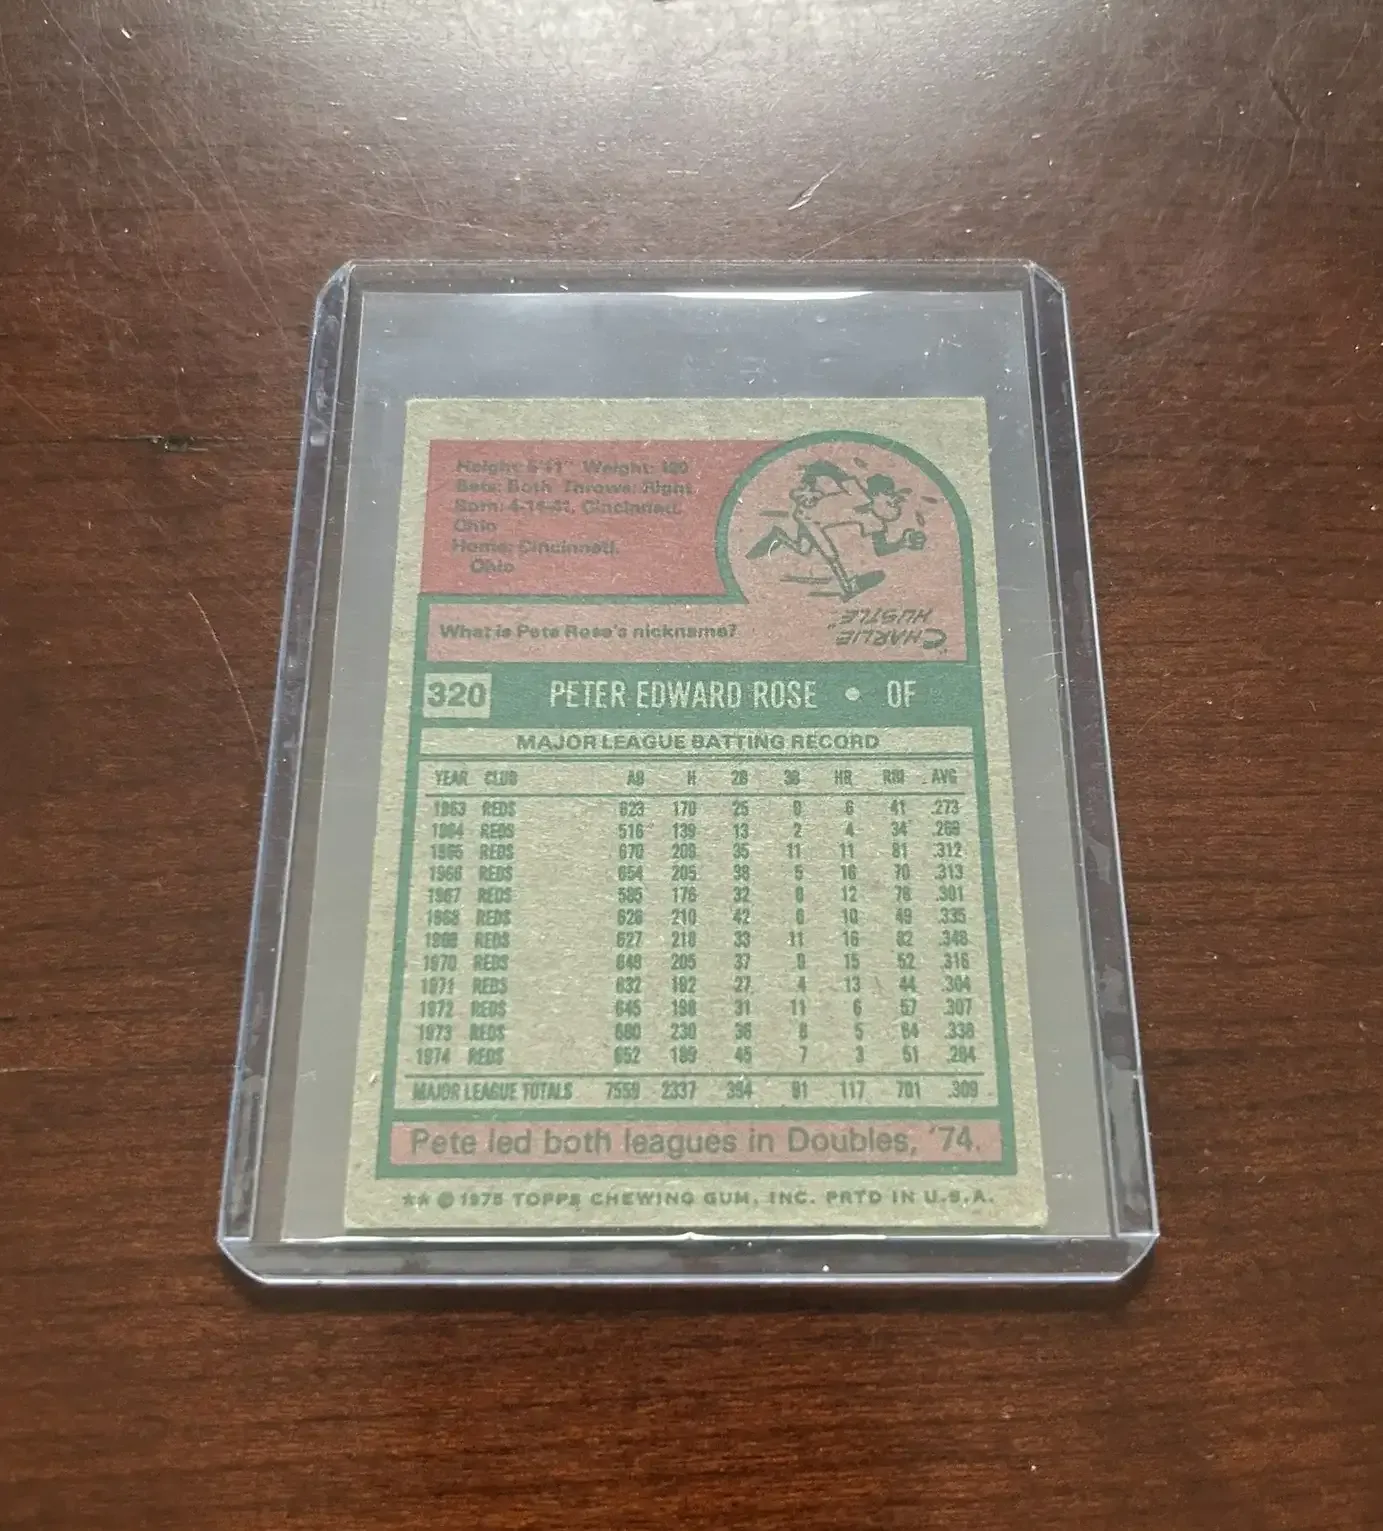 Height: 5'11" Weight:
Bats: Both Throws: Right
Born: 4-14-41, Cincinnati,
Ohio
Home: Cincinnati,
Ohio
"CHARLIE
HUSTLE"
What is Pete Rose's nickname?
320 PETER EDWARD ROSE • OF
MAJOR LEAGUE BATTING RECORD
YEAR CLUB AB H 2B 3B HR RBI AVG
1963 REDS 623 170 25 9 6 41 .273
1964 REDS 516 139 13 2 4 34 .269
1965 REDS 670 209 35 11 11 81 .312
1966 REDS 654 205 38 5 16 70 .313
1967 REDS 585 176 32 8 12 76 .301
1968 REDS 626 210 42 6 10 49 .335
1969 REDS 627 218 33 11 16 82 .348
1970 REDS 649 205 37 9 15 52 .316
1971 REDS 632 192 27 4 13 44 .304
1972 REDS 645 198 31 11 6 57 .307
1973 REDS 680 230 36 8 5 64 .338
1974 REDS 652 185 45 7 3 51 .284
MAJOR LEAGUE TOTALS 7559 2337 394 91 117 701 .309
Pete led both leagues in Doubles, '74.
** © 1975 TOPPS CHEWING GUM, INC. PRTD IN U.S.A.